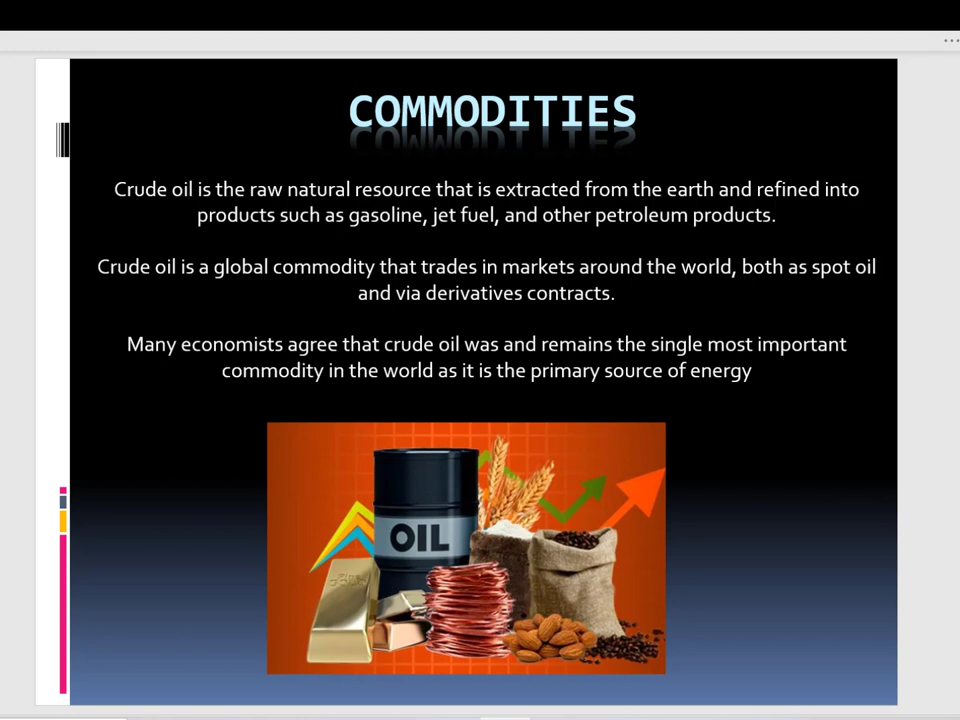 COMMODITIES
Crude oil is the raw natural resource that is extracted from the earth and refined into
products such as gasoline, jet fuel, and other petroleum products.
Crude oil is a global commodity that trades in markets around the world, both as spot oil
and via derivatives contracts.
Many economists agree that crude oil was and remains the single most important
commodity in the world as it is the primary source of energy
OIL